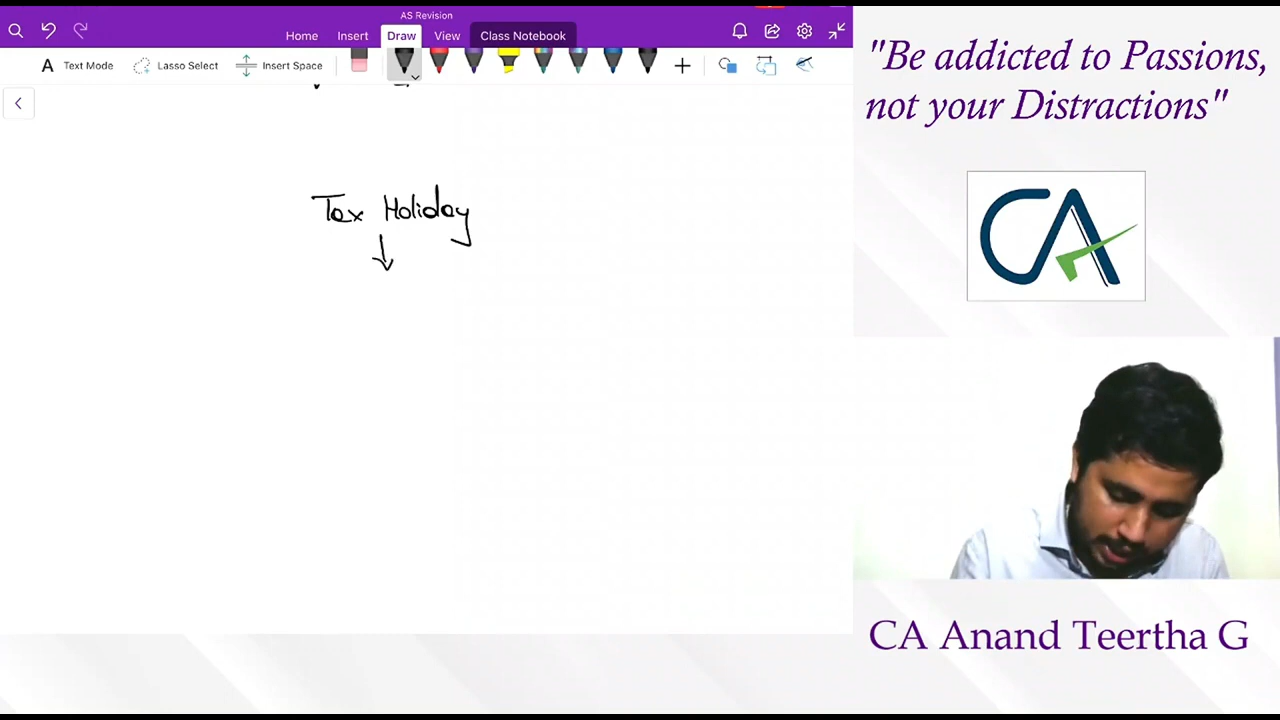 AS Revision
Home Insert Draw View Class Notebook
A Text Mode Lasso Select Insert Space
Tax Holiday
"Be addicted to Passions,
not your Distractions"
CA
CA Anand Teertha G